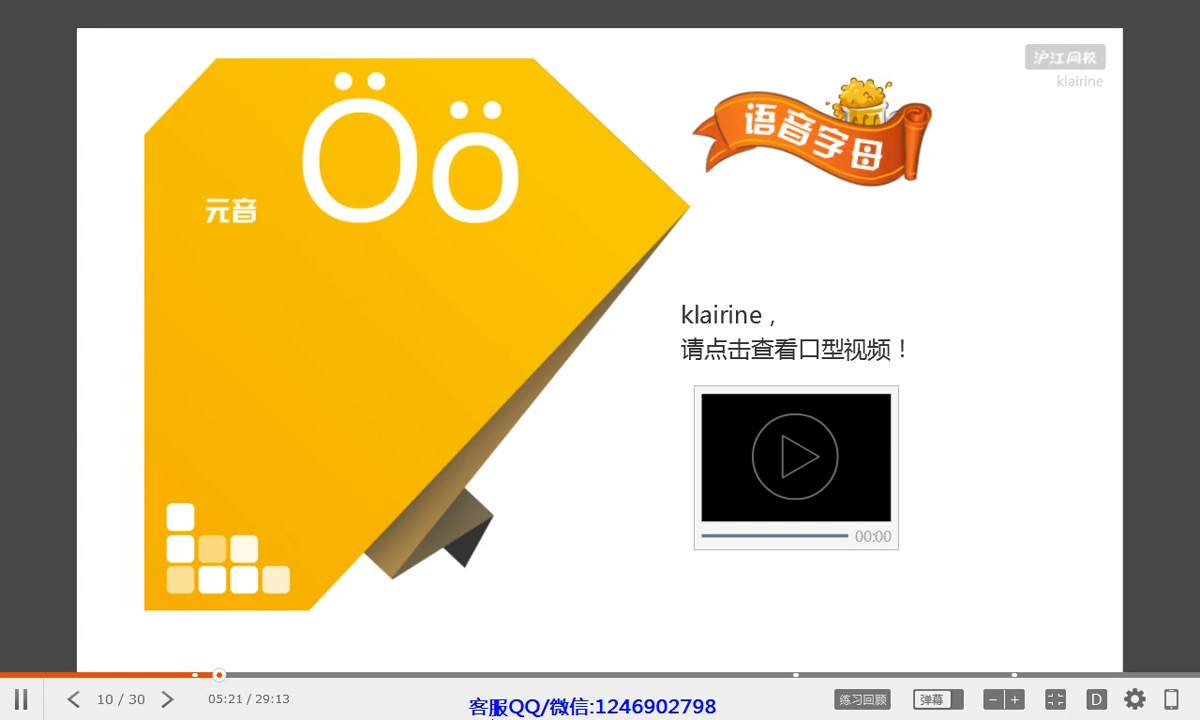 沪江网校
klairine
Öö
元音
语音字母
klairine，
请点击查看口型视频！
00:00
10 / 30
05:21 / 29:13
客服QQ/微信:1246902798
练习回顾
弹幕
D